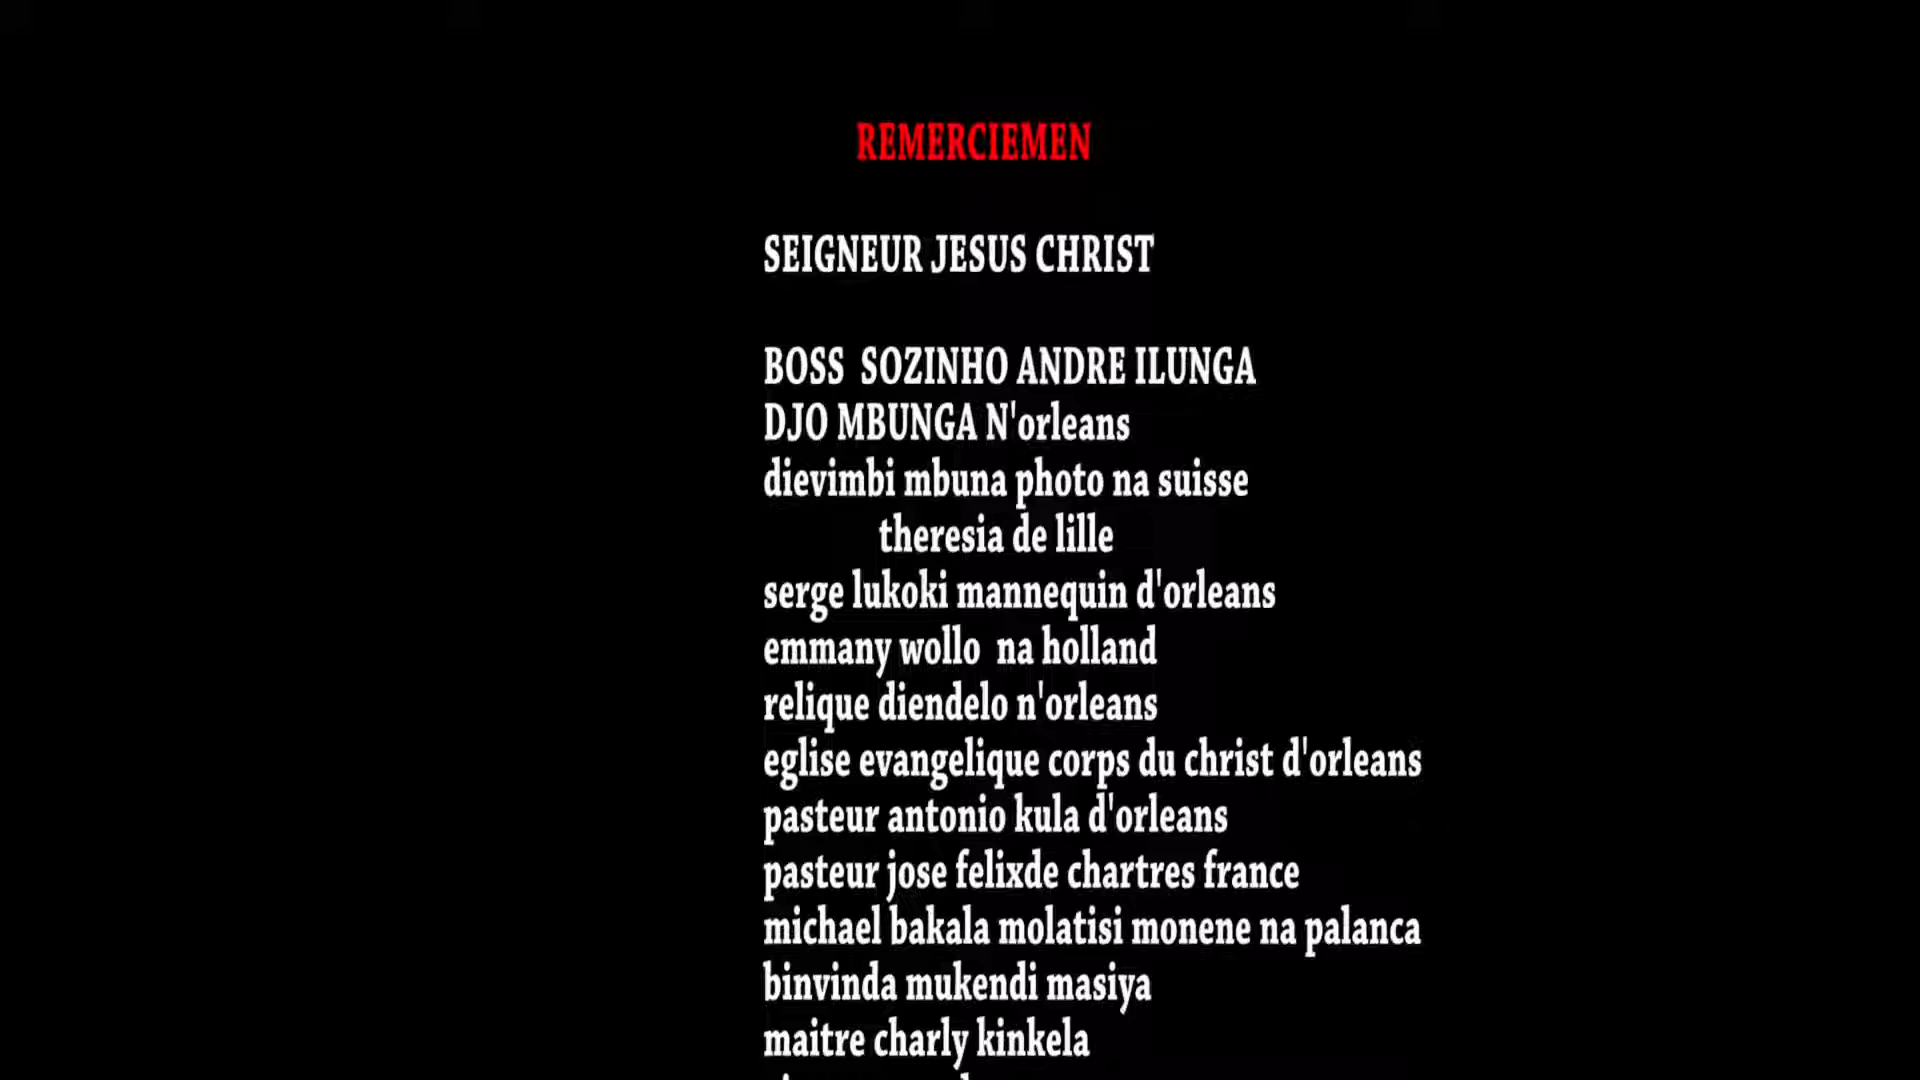 REMERCIEMEN
SEIGNEUR JESUS CHRIST
BOSS SOZINHO ANDRE ILUNGA
DJO MBUNGA N'orleans
dievimbi mbuna photo na suisse
theresia de lille
serge lukoki mannequin d'orleans
emmany wollo na holland
relique diendelo n'orleans
eglise evangelique corps du christ d'orleans
pasteur antonio kula d'orleans
pasteur jose felixde chartres france
michael bakala molatisi monene na palanca
binvinda mukendi masiya
maitre charly kinkela